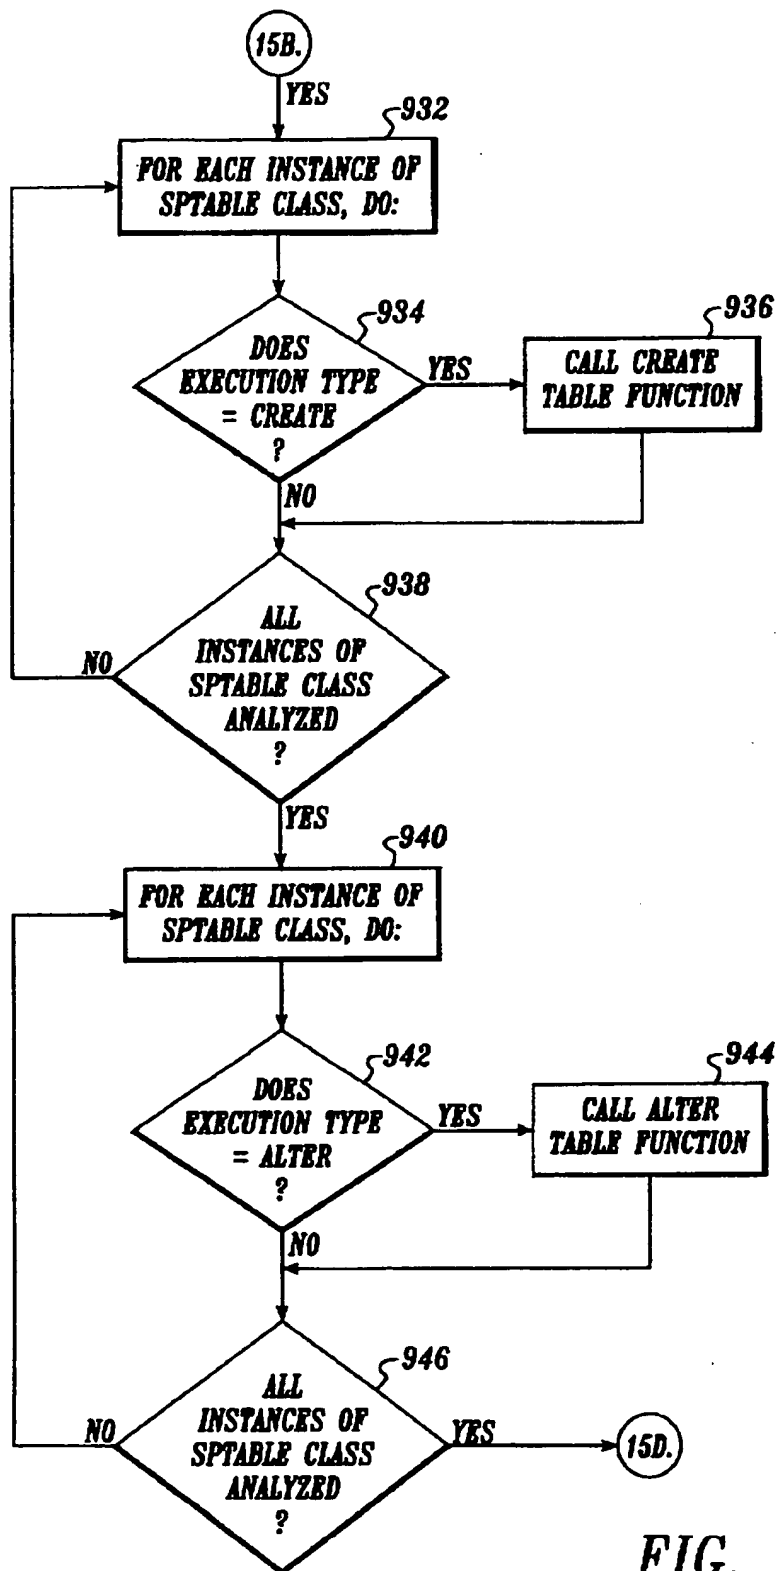 15B.
YES
932
FOR EACH INSTANCE OF
SPTABLE CLASS, DO:
934
DOES
EXECUTION TYPE
= CREATE
?
YES
936
CALL CREATE
TABLE FUNCTION
NO
938
ALL
INSTANCES OF
SPTABLE CLASS
ANALYZED
?
NO
YES
940
FOR EACH INSTANCE OF
SPTABLE CLASS, DO:
942
DOES
EXECUTION TYPE
= ALTER
?
YES
944
CALL ALTER
TABLE FUNCTION
NO
946
ALL
INSTANCES OF
SPTABLE CLASS
ANALYZED
?
NO
YES
15D.
FIG.